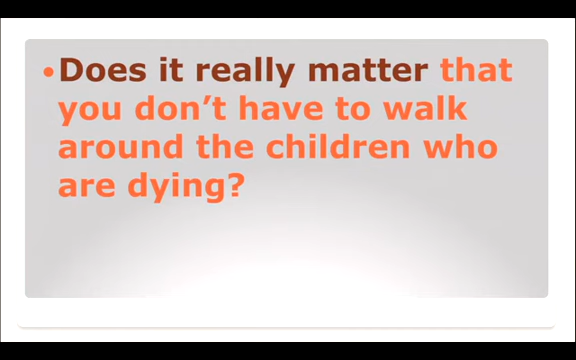 •Does it really matter that
you don’t have to walk
around the children who
are dying?